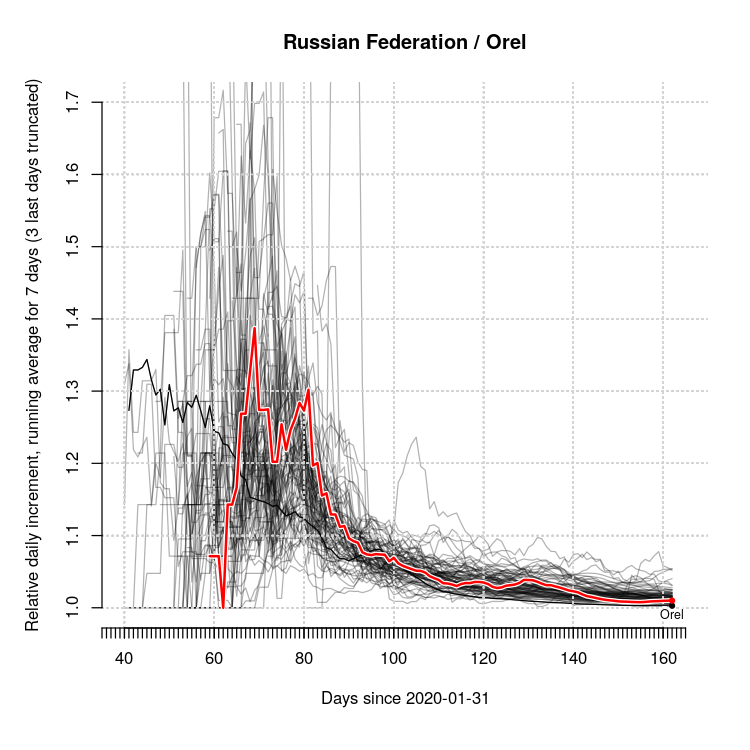 Russian Federation / Orel
Relative daily increment, running average for 7 days (3 last days truncated)
1.7
1.6
1.5
1.4
1.3
1.2
1.1
1.0
Orel
40 60 80 100 120 140 160
Days since 2020-01-31